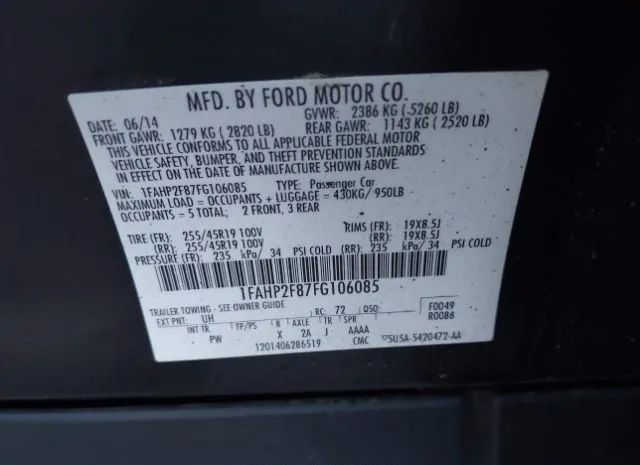 MFD. BY FORD MOTOR CO.
DATE: 06/14 GVWR: 2386 KG ( 5260 LB)
FRONT GAWR: 1279 KG ( 2820 LB) REAR GAWR: 1143 KG ( 2520 LB)
THIS VEHICLE CONFORMS TO ALL APPLICABLE FEDERAL MOTOR
VEHICLE SAFETY, BUMPER, AND THEFT PREVENTION STANDARDS
IN EFFECT ON THE DATE OF MANUFACTURE SHOWN ABOVE.
VIN: 1FAHP2F87FG106085 TYPE: Passenger Car
MAXIMUM LOAD = OCCUPANTS + LUGGAGE = 430KG/ 950LB
OCCUPANTS = 5 TOTAL; 2 FRONT, 3 REAR
TIRE (FR): 255/45R19 100V RIMS (FR): 19X8.5J
(RR): 255/45R19 100V (RR): 19X8.5J
PRESSURE (FR): 235 kPa/ 34 PSI COLD (RR): 235 kPa/ 34 PSI COLD
1FAHP2F87FG106085
TRAILER TOWING - SEE OWNER GUIDE
EXT PNT: UH RC: 72 DSO: F0049
R0086
INT TR TP/PS R AXLE TR SPR
PW X 2A J AAAA
1201406286519 CMC 5U5A-5420472-AA